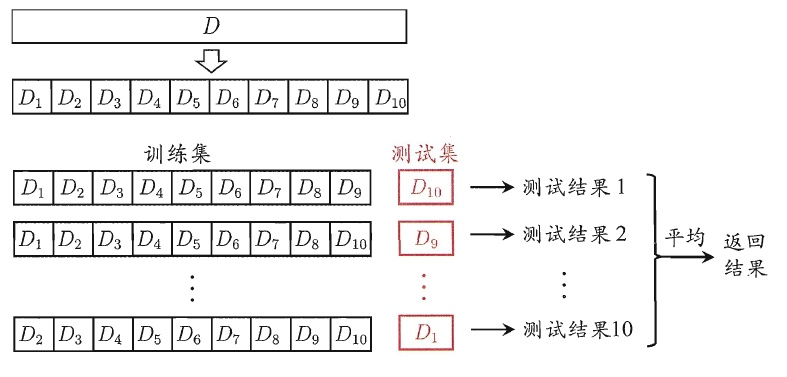 D
D₁ D₂ D₃ D₄ D₅ D₆ D₇ D₈ D₉ D₁₀
训练集 测试集
D₁ D₂ D₃ D₄ D₅ D₆ D₇ D₈ D₉ D₁₀ 测试结果 1
D₁ D₂ D₃ D₄ D₅ D₆ D₇ D₈ D₁₀ D₉ 测试结果 2
平均 返回
结果
⋮ ⋮ ⋮
D₂ D₃ D₄ D₅ D₆ D₇ D₈ D₉ D₁₀ D₁ 测试结果10